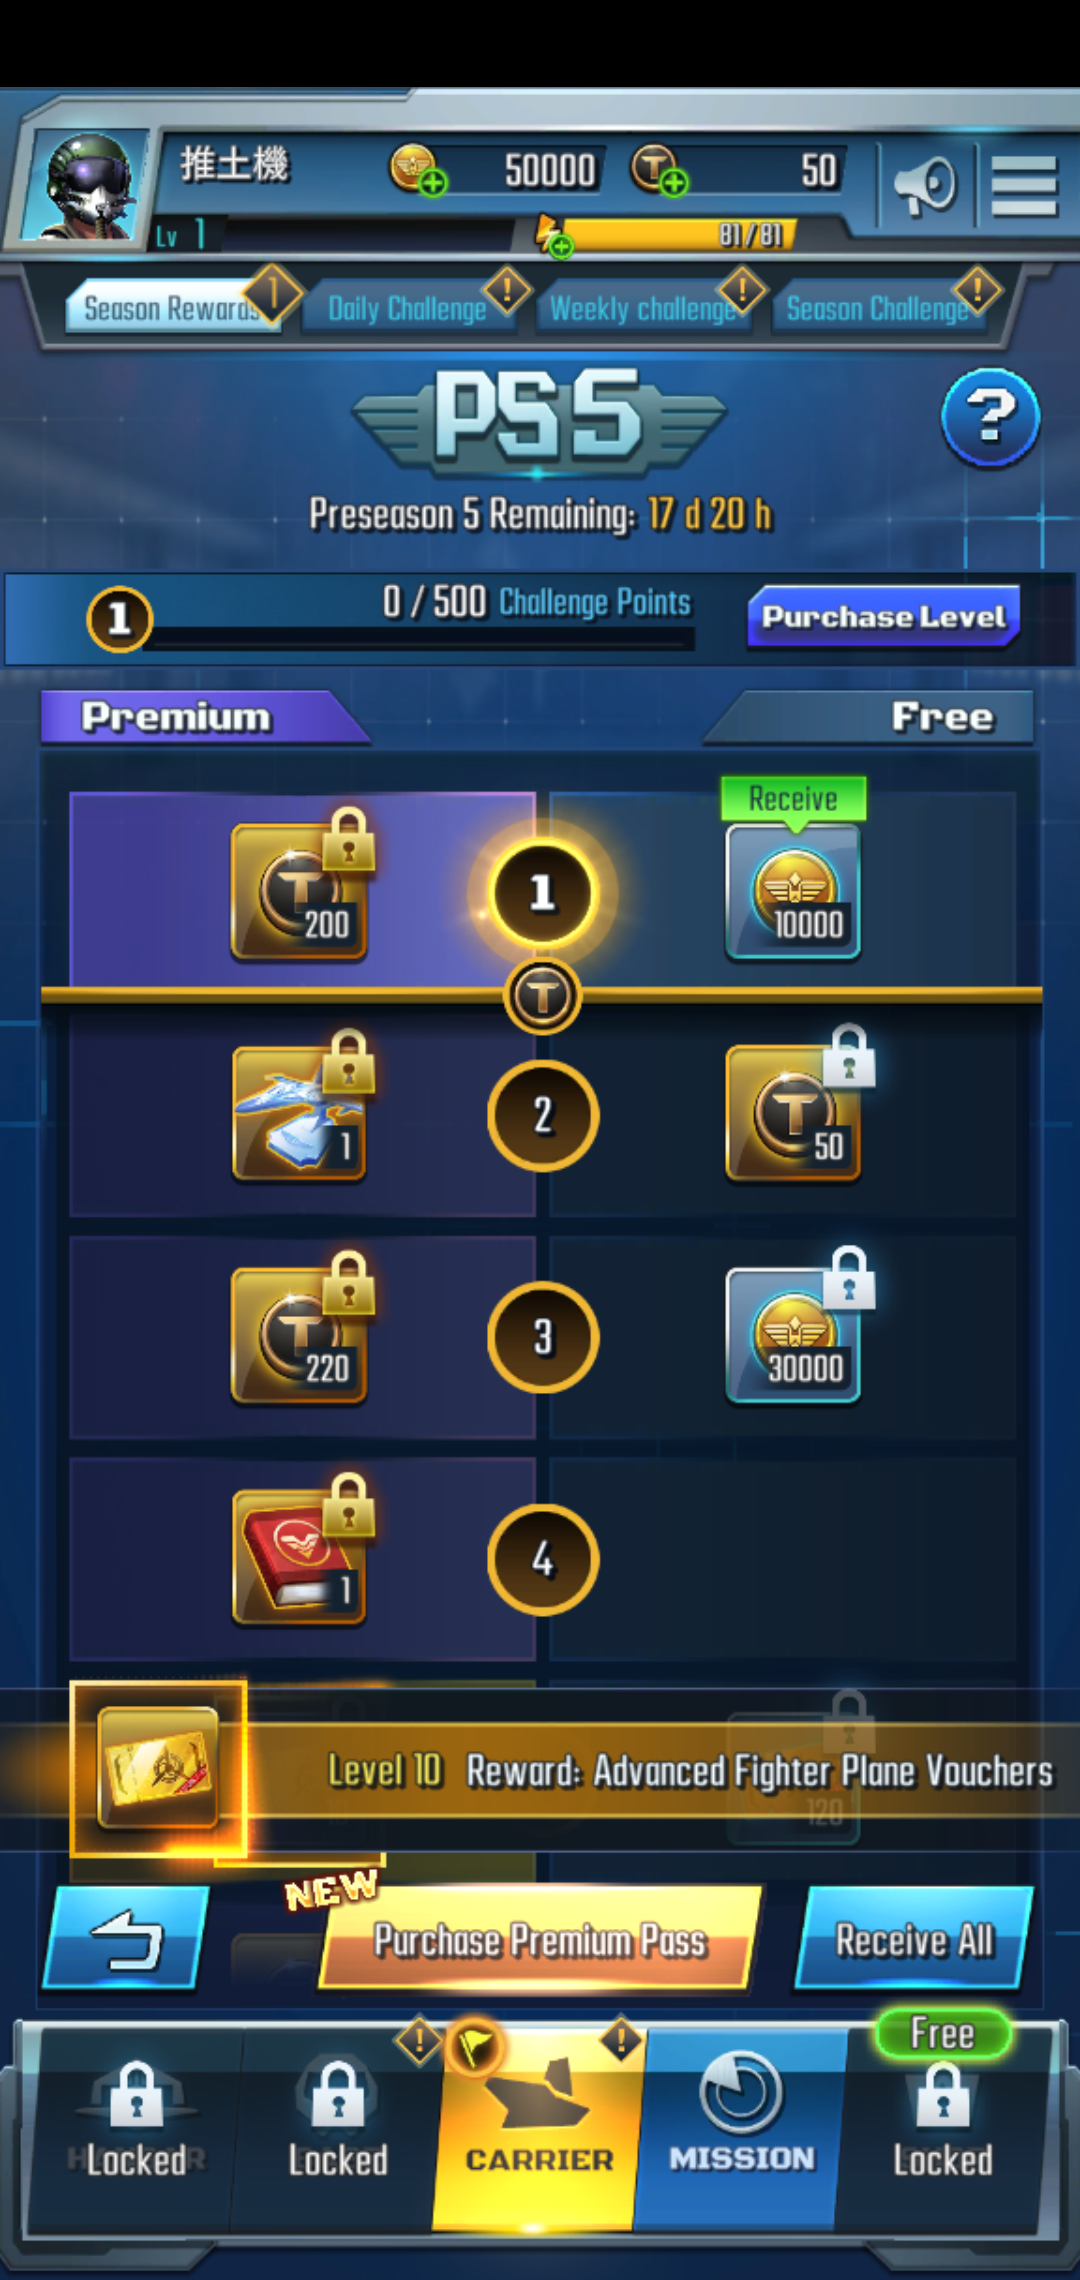 推土機
50000
50
Lv 1
81/81
Season Rewards
1
Daily Challenge
!
Weekly challenge
!
Season Challenge
!
PS5
?
Preseason 5 Remaining: 17 d 20 h
1
0 / 500 Challenge Points
Purchase Level
Premium
Free
200
1
Receive
10000
1
2
50
220
3
30000
1
4
Level 10 Reward: Advanced Fighter Plane Vouchers
120
NEW
Purchase Premium Pass
Receive All
Free
Locked
Locked
!
CARRIER
!
MISSION
Locked